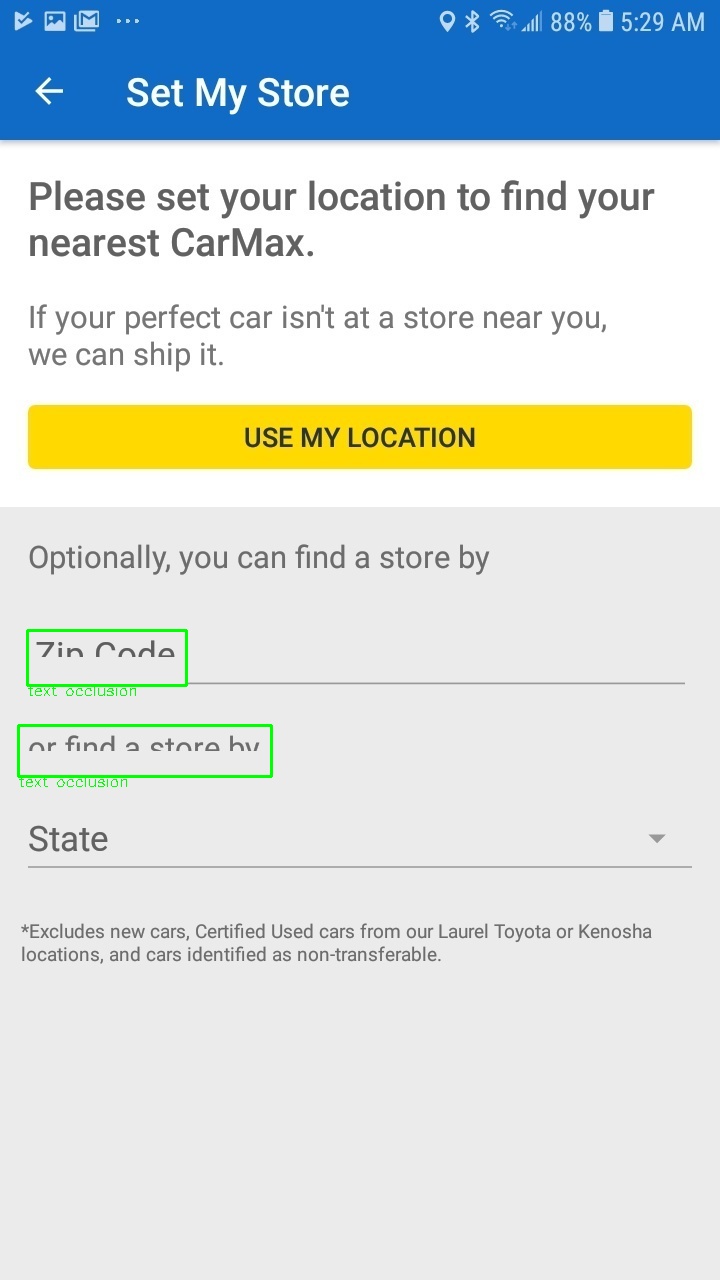 88% 5:29 AM
Set My Store
Please set your location to find your
nearest CarMax.
If your perfect car isn't at a store near you,
we can ship it.
USE MY LOCATION
Optionally, you can find a store by
Zip Code
text occlusion
or find a store by
text occlusion
State
*Excludes new cars, Certified Used cars from our Laurel Toyota or Kenosha
locations, and cars identified as non-transferable.